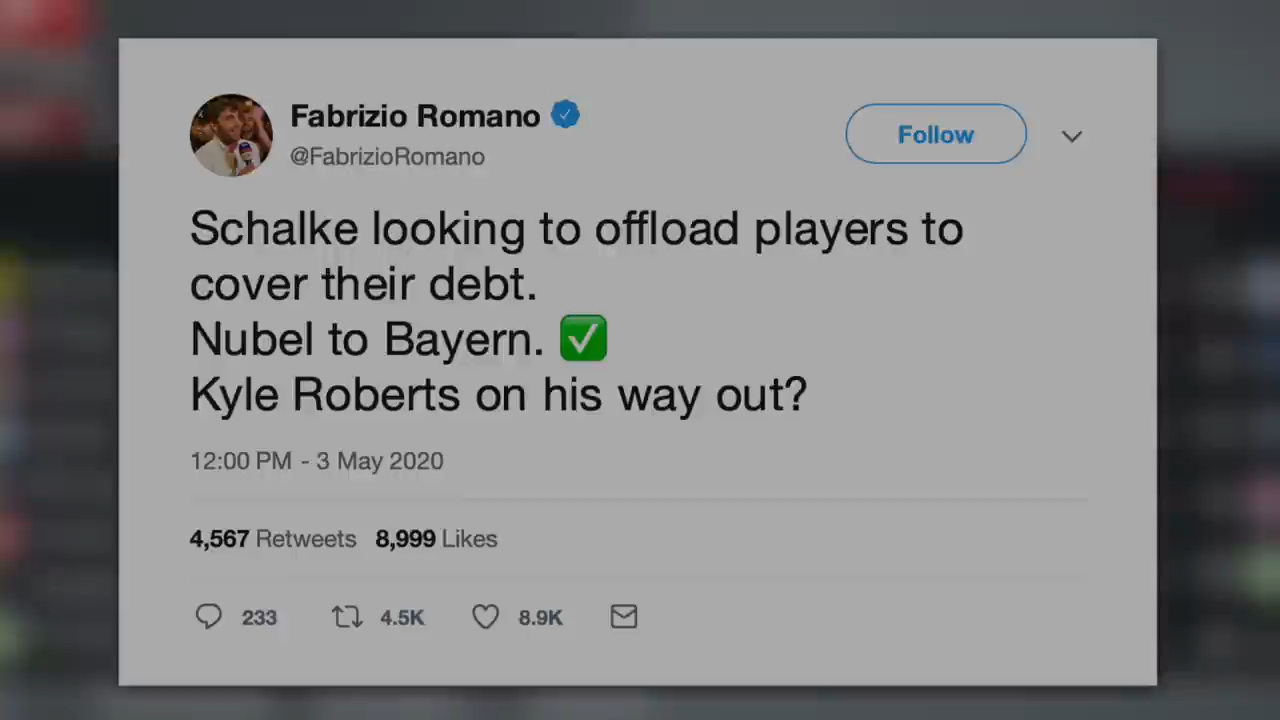 Fabrizio Romano
@FabrizioRomano
Follow
Schalke looking to offload players to
cover their debt.
Nubel to Bayern. ✅
Kyle Roberts on his way out?
12:00 PM - 3 May 2020
4,567 Retweets 8,999 Likes
233 4.5K 8.9K